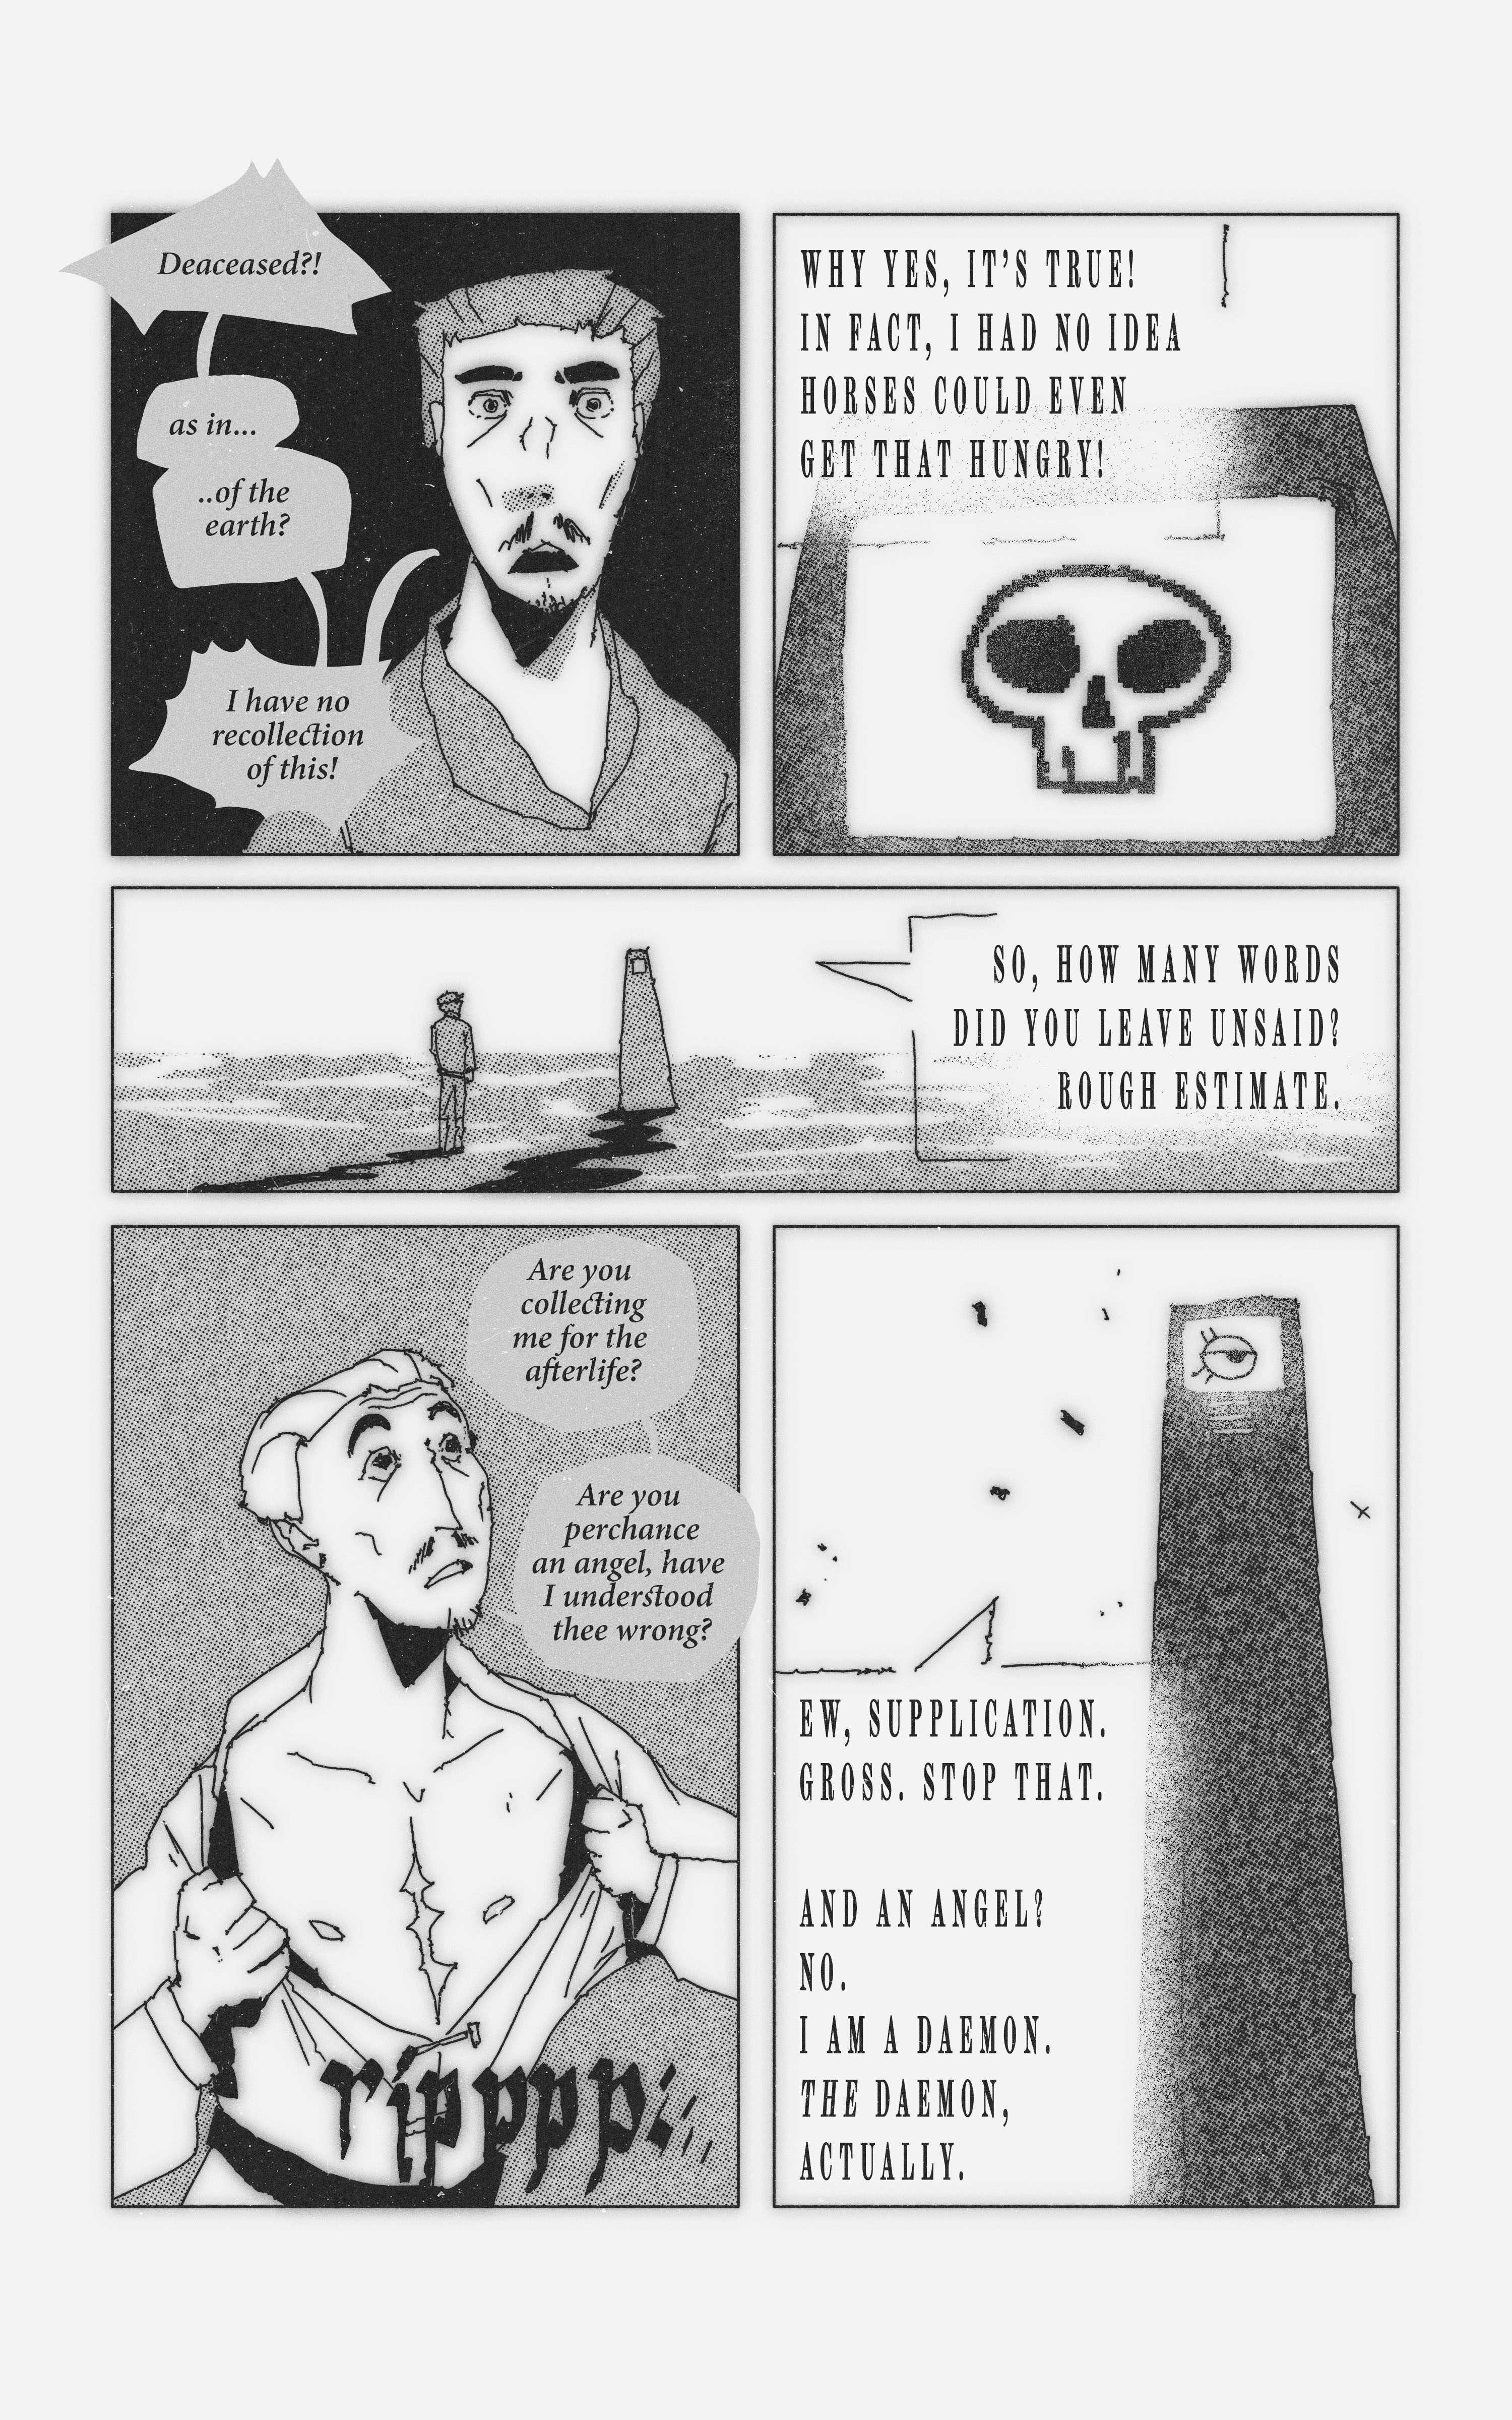 Deaceased?!
as in...
..of the
earth?
I have no
recollection
of this!
WHY YES, IT'S TRUE!
IN FACT, I HAD NO IDEA
HORSES COULD EVEN
GET THAT HUNGRY!
SO, HOW MANY WORDS
DID YOU LEAVE UNSAID?
ROUGH ESTIMATE.
Are you
collecting
me for the
afterlife?
Are you
perchance
an angel, have
I understood
thee wrong?
rípppp
EW, SUPPLICATION.
GROSS. STOP THAT.
AND AN ANGEL?
NO.
I AM A DAEMON.
THE DAEMON,
ACTUALLY.